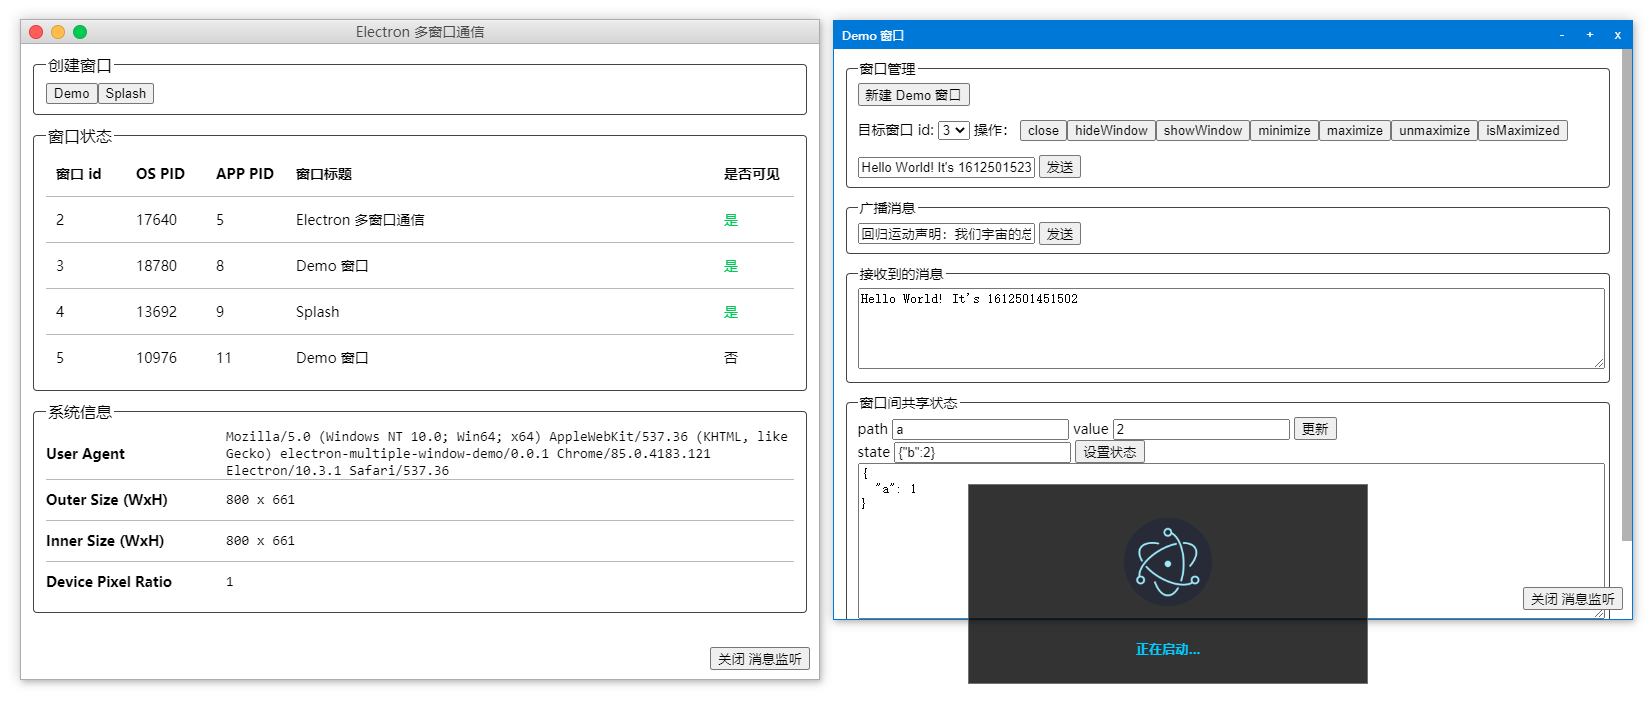 Electron 多窗口通信
创建窗口
Demo Splash
窗口状态
窗口 id OS PID APP PID 窗口标题 是否可见
2 17640 5 Electron 多窗口通信 是
3 18780 8 Demo 窗口 是
4 13692 9 Splash 是
5 10976 11 Demo 窗口 否
系统信息
User Agent
Mozilla/5.0 (Windows NT 10.0; Win64; x64) AppleWebKit/537.36 (KHTML, like
Gecko) electron-multiple-window-demo/0.0.1 Chrome/85.0.4183.121
Electron/10.3.1 Safari/537.36
Outer Size (WxH) 800 x 661
Inner Size (WxH) 800 x 661
Device Pixel Ratio 1
关闭 消息监听
Demo 窗口 - + x
窗口管理
新建 Demo 窗口
目标窗口 id: 3 操作： close hideWindow showWindow minimize maximize unmaximize isMaximized
Hello World! It's 1612501523 发送
广播消息
回归运动声明：我们宇宙的总 发送
接收到的消息
Hello World! It's 1612501451502
窗口间共享状态
path a value 2 更新
state {"b":2} 设置状态
{
"a": 1
}
关闭 消息监听
正在启动...